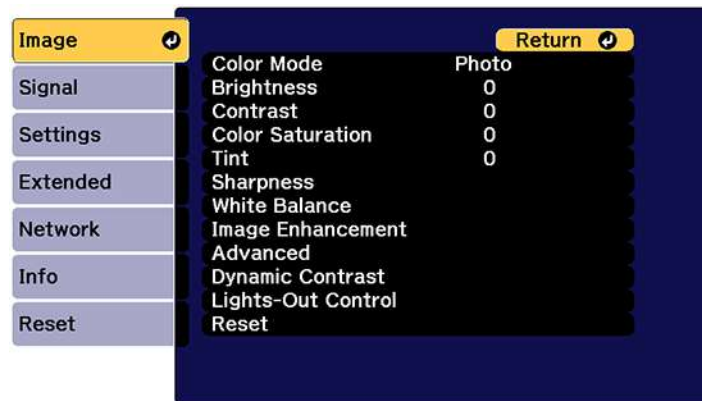 Image
Signal
Settings
Extended
Network
Info
Reset
Return
Color Mode Photo
Brightness 0
Contrast 0
Color Saturation 0
Tint 0
Sharpness
White Balance
Image Enhancement
Advanced
Dynamic Contrast
Lights-Out Control
Reset